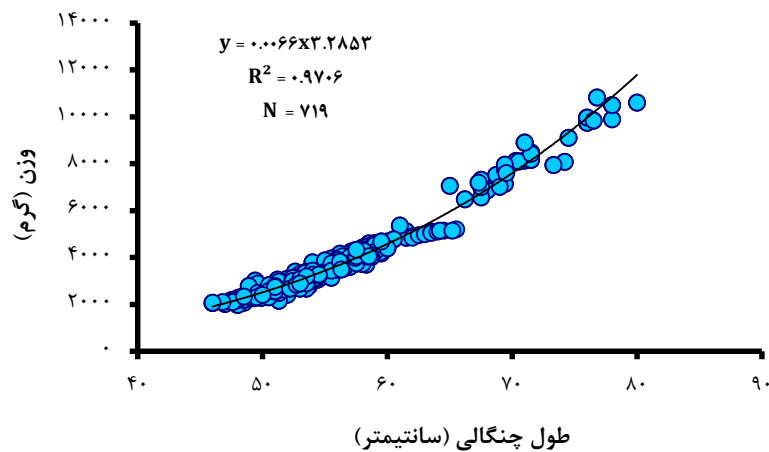 ۱۴۰۰۰
۱۲۰۰۰
۱۰۰۰۰
۸۰۰۰
۶۰۰۰
۴۰۰۰
۲۰۰۰
۰
y = ۰.۰۰۶۶x۳.۲۸۵۳
R² = ۰.۹۷۰۶
N = ۷۱۹
وزن (گرم)
۴۰ ۵۰ ۶۰ ۷۰ ۸۰ ۹۰
طول چنگالی (سانتیمتر)